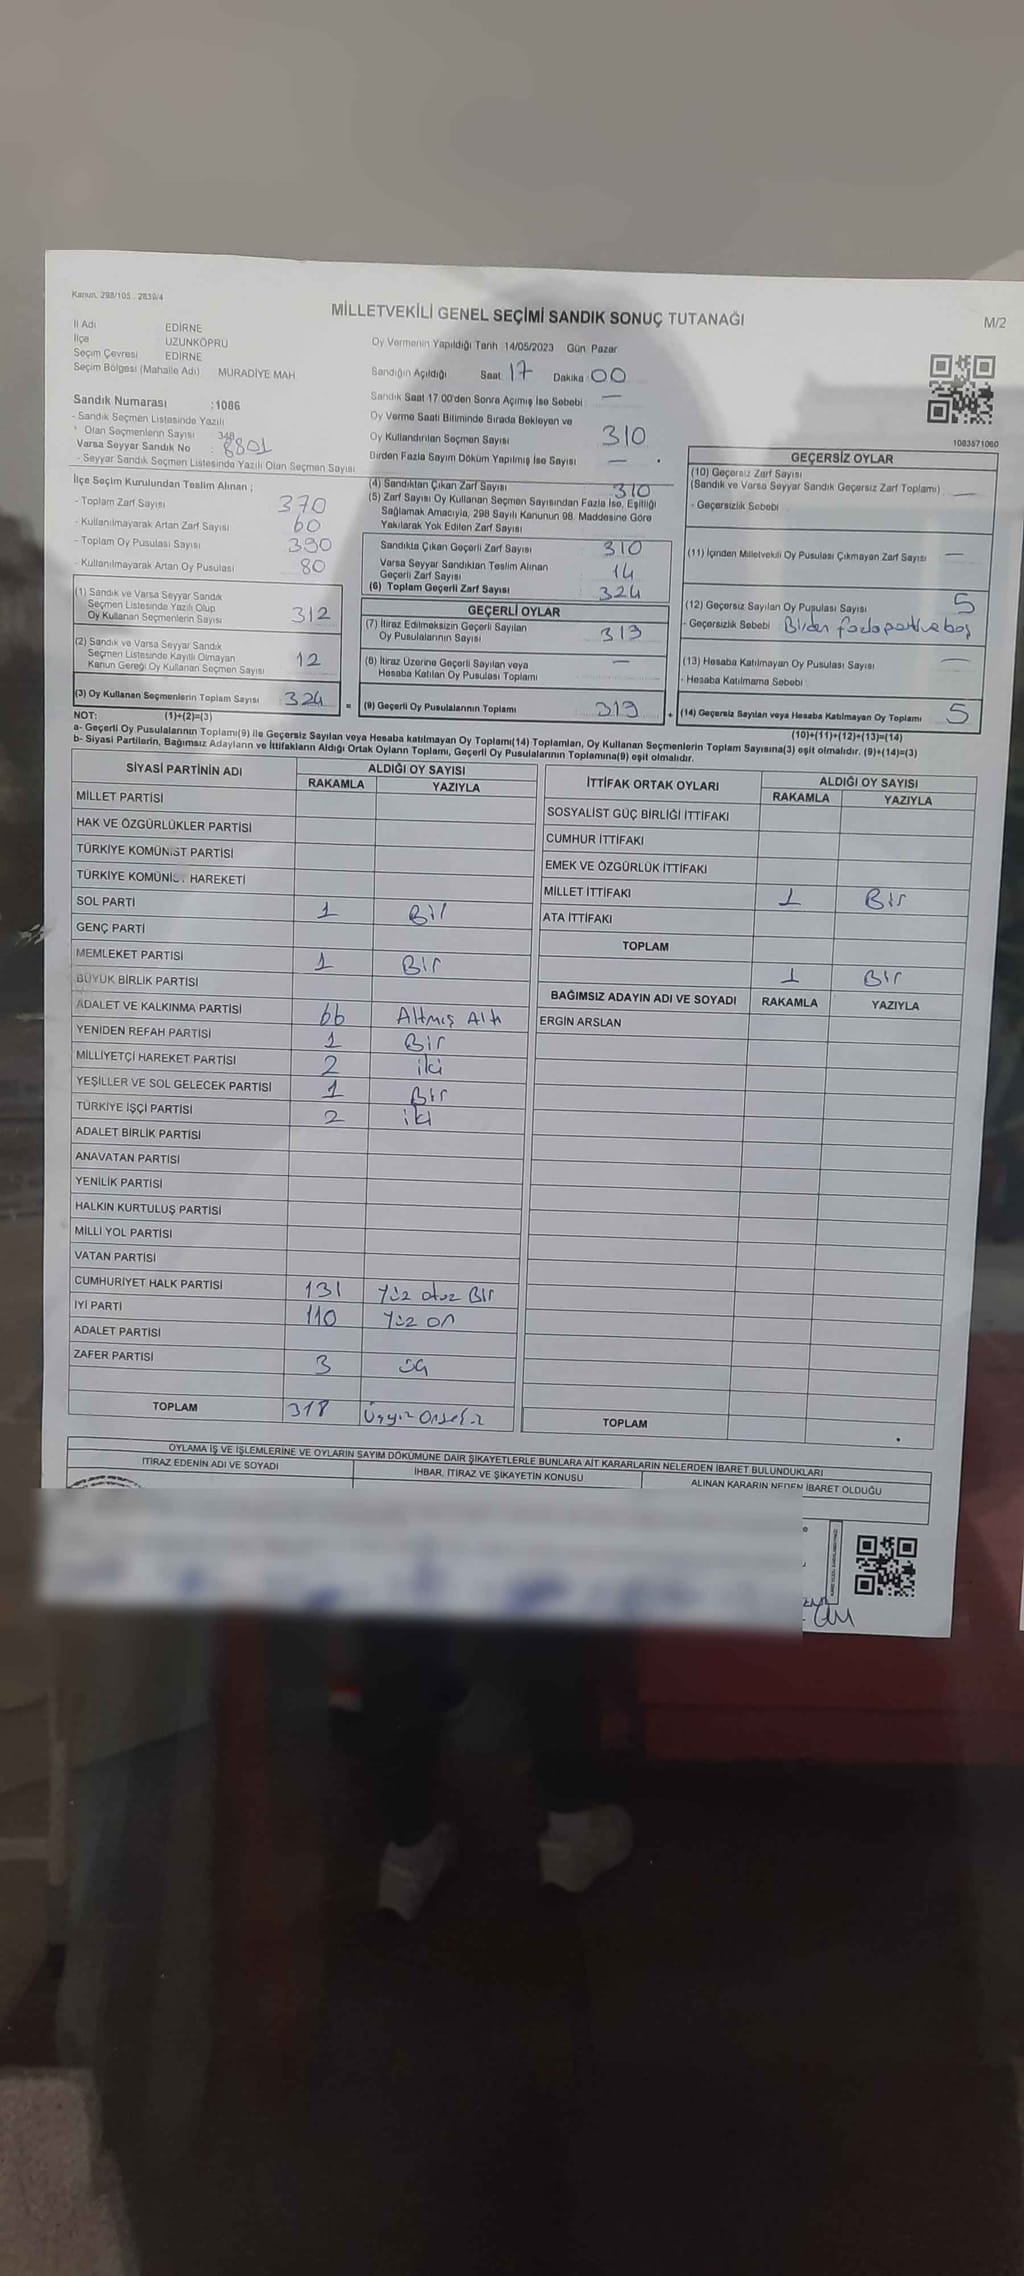 Kanun, 298/105 , 2839/4
MİLLETVEKİLİ GENEL SEÇİMİ SANDIK SONUÇ TUTANAĞI
M/2
İl Adı EDİRNE
İlçe UZUNKÖPRÜ
Seçim Çevresi EDİRNE
Seçim Bölgesi (Mahalle Adı) MURADİYE MAH
Sandık Numarası :1086
- Sandık Seçmen Listesinde Yazılı
Olan Seçmenlerin Sayısı 348
Varsa Seyyar Sandık No : 8801
- Seyyar Sandık Seçmen Listesinde Yazılı Olan Seçmen Sayısı
Oy Vermenin Yapıldığı Tarih :14/05/2023 Gün: Pazar
Sandığın Açıldığı Saat 17 Dakika 00
Sandık Saat 17.00'den Sonra Açımış İse Sebebi : —
Oy Verme Saati Bitiminde Sırada Bekleyen ve
Oy Kullandırılan Seçmen Sayısı 310
Birden Fazla Sayım Döküm Yapılmış İse Sayısı —
1083571060
İlçe Seçim Kurulundan Teslim Alınan ;
- Toplam Zarf Sayısı : 370
- Kullanılmayarak Artan Zarf Sayısı : 60
- Toplam Oy Pusulası Sayısı : 390
- Kullanılmayarak Artan Oy Pusulası : 80
(1) Sandık ve Varsa Seyyar Sandık
Seçmen Listesinde Yazılı Olup
Oy Kullanan Seçmenlerin Sayısı 312
(2) Sandık ve Varsa Seyyar Sandık
Seçmen Listesinde Kayıtlı Olmayan
Kanun Gereği Oy Kullanan Seçmen Sayısı 12
(3) Oy Kullanan Seçmenlerin Toplam Sayısı 324 =
(4) Sandıktan Çıkan Zarf Sayısı : 310
(5) Zarf Sayısı Oy Kullanan Seçmen Sayısından Fazla İse, Eşitliği
Sağlamak Amacıyla, 298 Sayılı Kanunun 98. Maddesine Göre
Yakılarak Yok Edilen Zarf Sayısı
Sandıkta Çıkan Geçerli Zarf Sayısı : 310
Varsa Seyyar Sandıktan Teslim Alınan
Geçerli Zarf Sayısı : 14
(6) Toplam Geçerli Zarf Sayısı : 324
GEÇERLİ OYLAR
(7) İtiraz Edilmeksizin Geçerli Sayılan
Oy Pusulalarının Sayısı : 319
(8) İtiraz Üzerine Geçerli Sayılan veya
Hesaba Katılan Oy Pusulası Toplamı : —
(9) Geçerli Oy Pusulalarının Toplamı 319 +
GEÇERSİZ OYLAR
(10) Geçersiz Zarf Sayısı
(Sandık ve Varsa Seyyar Sandık Geçersiz Zarf Toplamı) : —
- Geçersizlik Sebebi :
(11) İçinden Milletvekili Oy Pusulası Çıkmayan Zarf Sayısı : —
(12) Geçersiz Sayılan Oy Pusulası Sayısı : 5
- Geçersizlik Sebebi : Birden fazla parti ve boş
(13) Hesaba Katılmayan Oy Pusulası Sayısı : —
- Hesaba Katılmama Sebebi :
(14) Geçersiz Sayılan veya Hesaba Katılmayan Oy Toplamı 5
NOT: (1)+(2)=(3) (10)+(11)+(12)+(13)=(14)
a- Geçerli Oy Pusulalarının Toplamı(9) ile Geçersiz Sayılan veya Hesaba katılmayan Oy Toplamı(14) Toplamları, Oy Kullanan Seçmenlerin Toplam Sayısına(3) eşit olmalıdır. (9)+(14)=(3)
b- Siyasi Partilerin, Bağımsız Adayların ve İttifakların Aldığı Ortak Oyların Toplamı, Geçerli Oy Pusulalarının Toplamına(9) eşit olmalıdır.
SİYASİ PARTİNİN ADI ALDIĞI OY SAYISI
RAKAMLA YAZIYLA
MİLLET PARTİSİ
HAK VE ÖZGÜRLÜKLER PARTİSİ
TÜRKİYE KOMÜNİST PARTİSİ
TÜRKİYE KOMÜNİST HAREKETİ
SOL PARTİ 1 Bir
GENÇ PARTİ
MEMLEKET PARTİSİ 1 Bir
BÜYÜK BİRLİK PARTİSİ
ADALET VE KALKINMA PARTİSİ 66 Altmış Altı
YENİDEN REFAH PARTİSİ 1 Bir
MİLLİYETÇİ HAREKET PARTİSİ 2 iki
YEŞİLLER VE SOL GELECEK PARTİSİ 1 Bir
TÜRKİYE İŞÇİ PARTİSİ 2 iki
ADALET BİRLİK PARTİSİ
ANAVATAN PARTİSİ
YENİLİK PARTİSİ
HALKIN KURTULUŞ PARTİSİ
MİLLİ YOL PARTİSİ
VATAN PARTİSİ
CUMHURİYET HALK PARTİSİ 131 Yüz otuz Bir
İYİ PARTİ 110 Yüz on
ADALET PARTİSİ
ZAFER PARTİSİ 3 üç
TOPLAM 318 Üçyüz Onsekiz
İTTİFAK ORTAK OYLARI ALDIĞI OY SAYISI
RAKAMLA YAZIYLA
SOSYALİST GÜÇ BİRLİĞİ İTTİFAKI
CUMHUR İTTİFAKI
EMEK VE ÖZGÜRLÜK İTTİFAKI
MİLLET İTTİFAKI 1 Bir
ATA İTTİFAKI
TOPLAM 1 Bir
BAĞIMSIZ ADAYIN ADI VE SOYADI RAKAMLA YAZIYLA
ERGİN ARSLAN
TOPLAM
OYLAMA İŞ VE İŞLEMLERİNE VE OYLARIN SAYIM DÖKÜMÜNE DAİR ŞİKAYETLERLE BUNLARA AİT KARARLARIN NELERDEN İBARET BULUNDUKLARI
İTİRAZ EDENİN ADI VE SOYADI İHBAR, İTİRAZ VE ŞİKAYETİN KONUSU ALINAN KARARIN NEDEN İBARET OLDUĞU